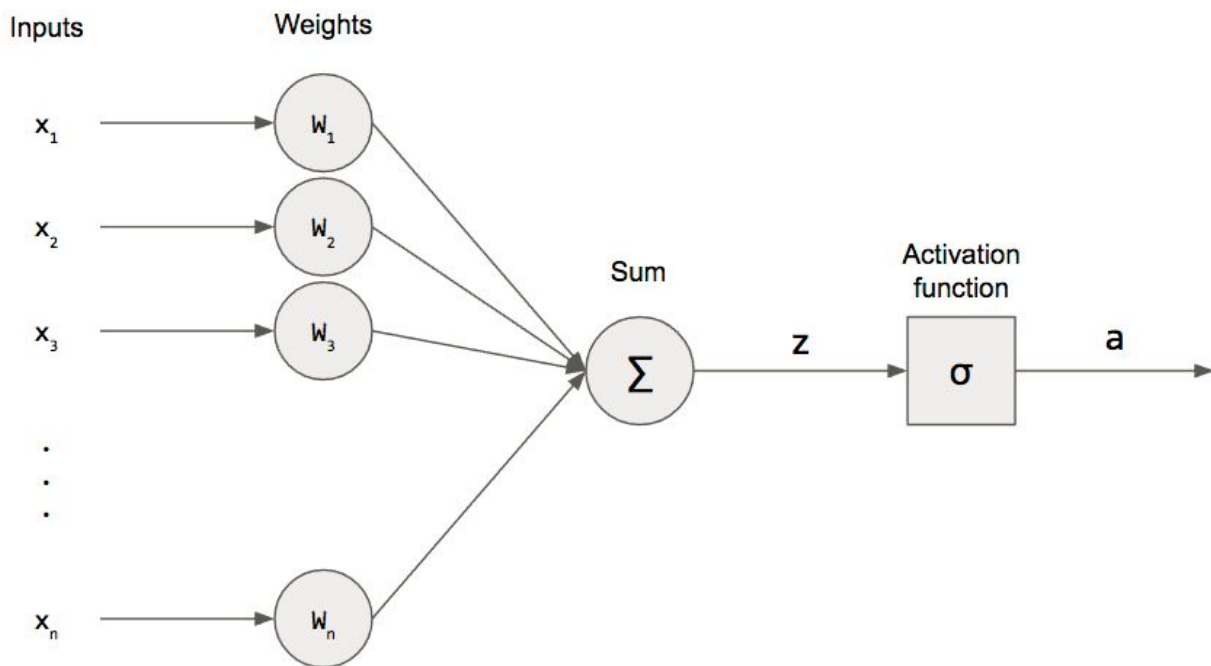 Inputs
Weights
x₁
W₁
x₂
W₂
x₃
W₃
.
.
.
xₙ
Wₙ
Sum
Σ
z
Activation
function
σ
a